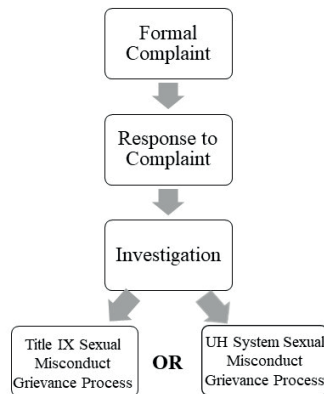 Formal
Complaint
Response to
Complaint
Investigation
Title IX Sexual
Misconduct
Grievance Process
OR
UH System Sexual
Misconduct
Grievance Process